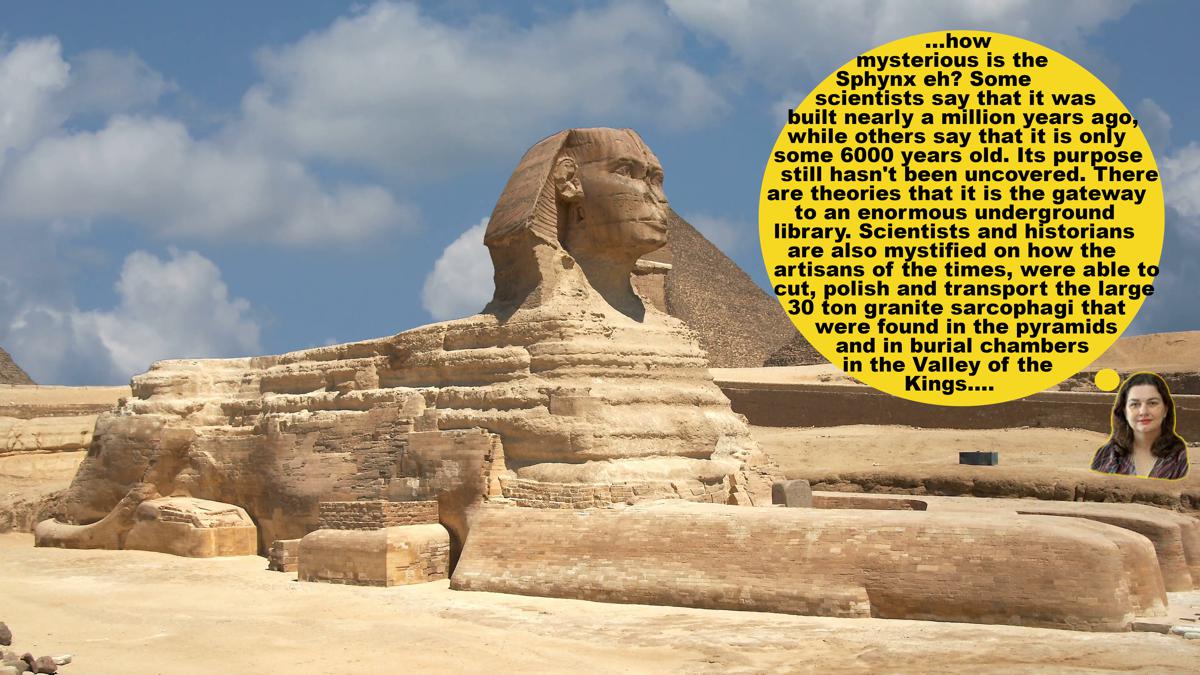 ...how
mysterious is the
Sphynx eh? Some
scientists say that it was
built nearly a million years ago,
while others say that it is only
some 6000 years old. Its purpose
still hasn't been uncovered. There
are theories that it is the gateway
to an enormous underground
library. Scientists and historians
are also mystified on how the
artisans of the times, were able to
cut, polish and transport the large
30 ton granite sarcophagi that
were found in the pyramids
and in burial chambers
in the Valley of the
Kings....